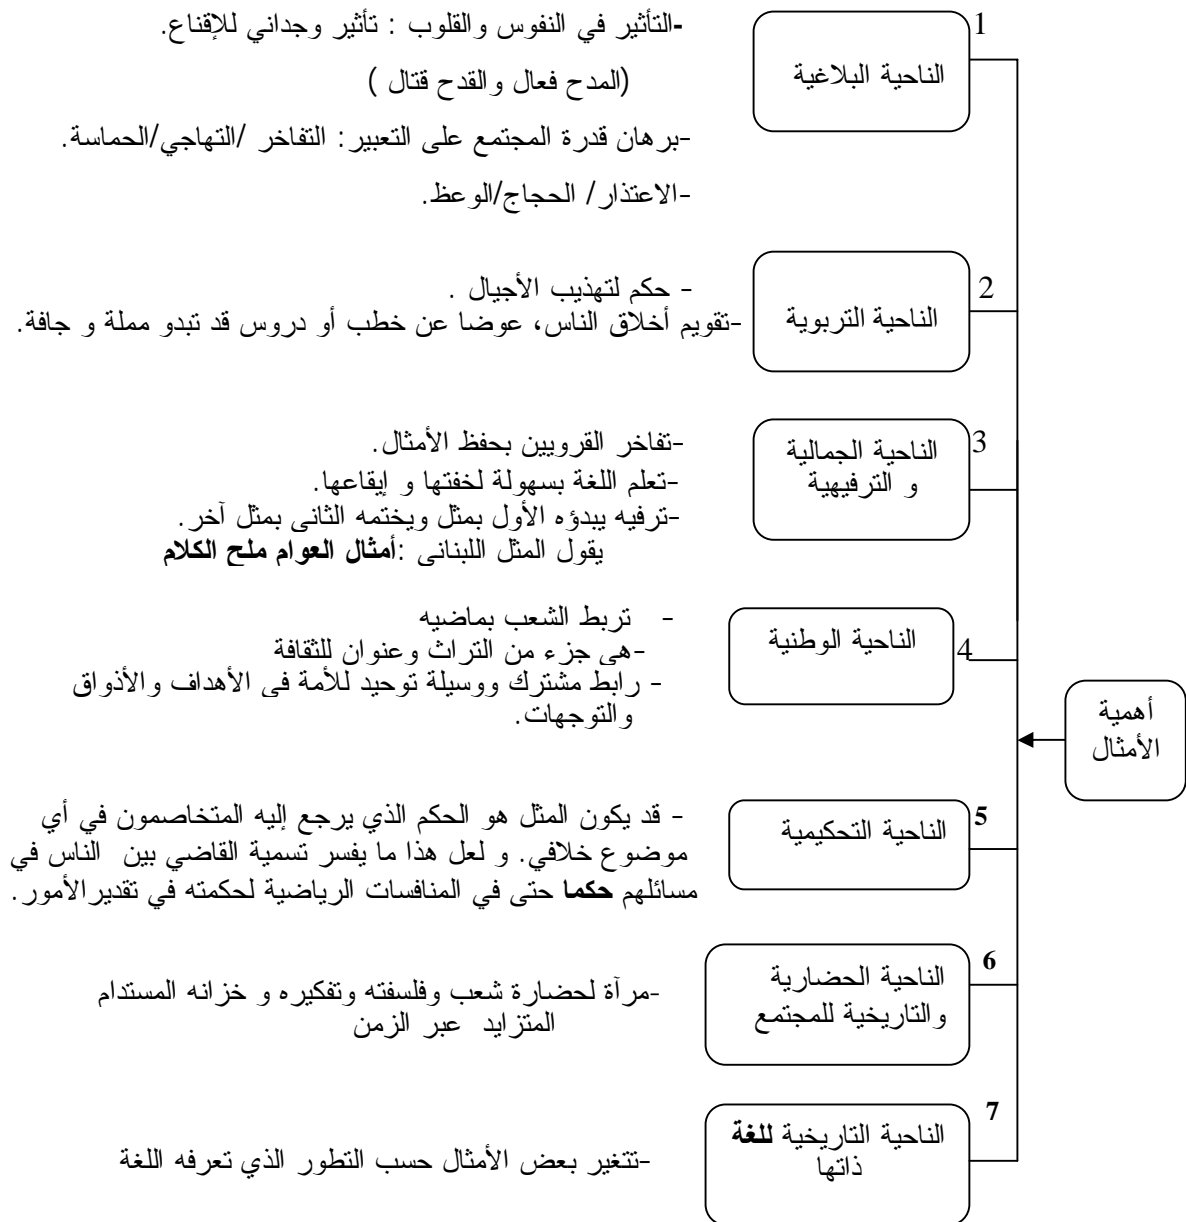 أهمية
الأمثال
1
الناحية البلاغية
-التأثير في النفوس والقلوب : تأثير وجداني للإقناع.
(المدح فعال والقدح قتال )
-برهان قدرة المجتمع على التعبير: التفاخر /التهاجي/الحماسة.
-الاعتذار/ الحجاج/الوعظ.
2
الناحية التربوية
- حكم لتهذيب الأجيال .
-تقويم أخلاق الناس، عوضا عن خطب أو دروس قد تبدو مملة و جافة.
3
الناحية الجمالية
و الترفيهية
-تفاخر القرويين بحفظ الأمثال.
-تعلم اللغة بسهولة لخفتها و إيقاعها.
-ترفيه يبدؤه الأول بمثل ويختمه الثانى بمثل آخر.
يقول المثل اللبنانى :أمثال العوام ملح الكلام
4
الناحية الوطنية
- تربط الشعب بماضيه
-هى جزء من التراث وعنوان للثقافة
- رابط مشترك ووسيلة توحيد للأمة فى الأهداف والأذواق
والتوجهات.
5
الناحية التحكيمية
- قد يكون المثل هو الحكم الذي يرجع إليه المتخاصمون في أي
موضوع خلافي. و لعل هذا ما يفسر تسمية القاضي بين الناس في
مسائلهم حكما حتى في المنافسات الرياضية لحكمته في تقديرالأمور.
6
الناحية الحضارية
والتاريخية للمجتمع
-مرآة لحضارة شعب وفلسفته وتفكيره و خزانه المستدام
المتزايد عبر الزمن
7
الناحية التاريخية للغة
ذاتها
-تتغير بعض الأمثال حسب التطور الذي تعرفه اللغة